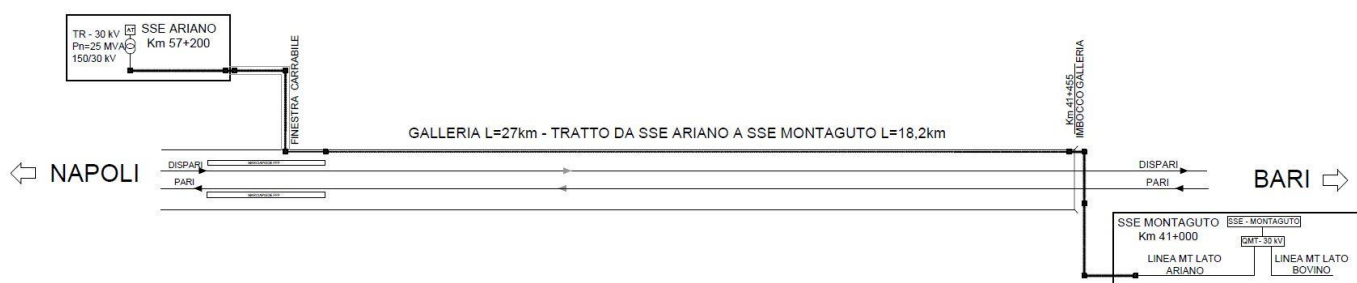 TR - 30 kV
Pn=25 MVA
150/30 kV
AT
SSE ARIANO
Km 57+200
FINESTRA CARRABILE
Km 41+455
IMBOCCO GALLERIA
GALLERIA L=27km - TRATTO DA SSE ARIANO A SSE MONTAGUTO L=18,2km
NAPOLI
DISPARI
PARI
DISPARI
PARI
BARI
SSE MONTAGUTO
Km 41+000
SSE - MONTAGUTO
QMT- 30 kV
LINEA MT LATO
ARIANO
LINEA MT LATO
BOVINO